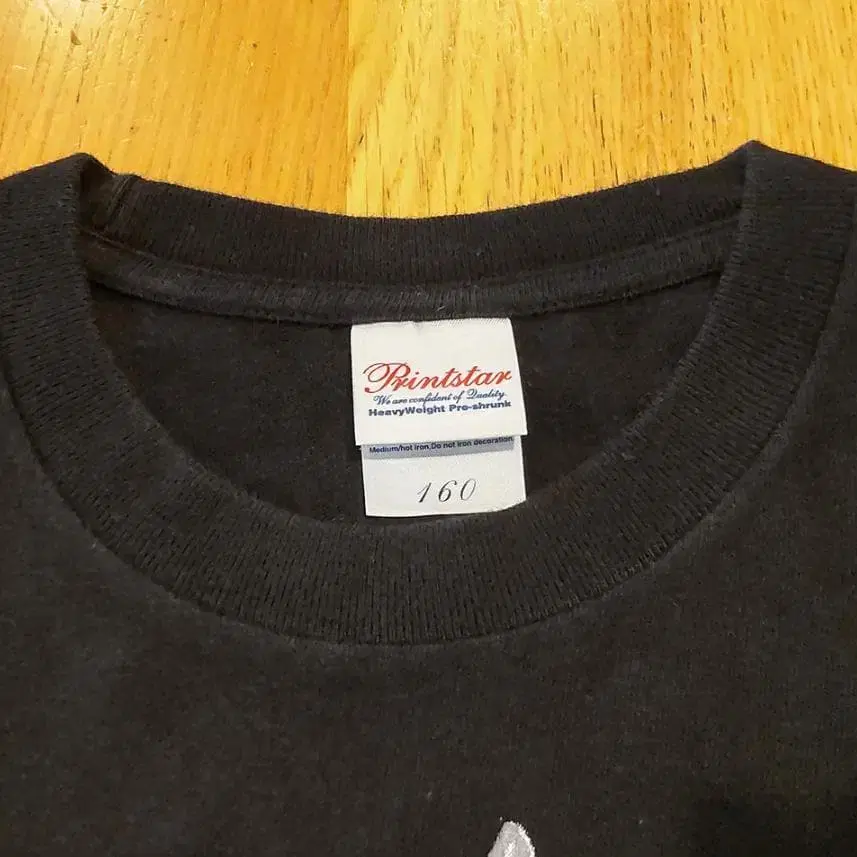 Printstar
We are confident of Quality.
HeavyWeight Pre-shrunk
Medium/hot iron,Do not iron decoration
160